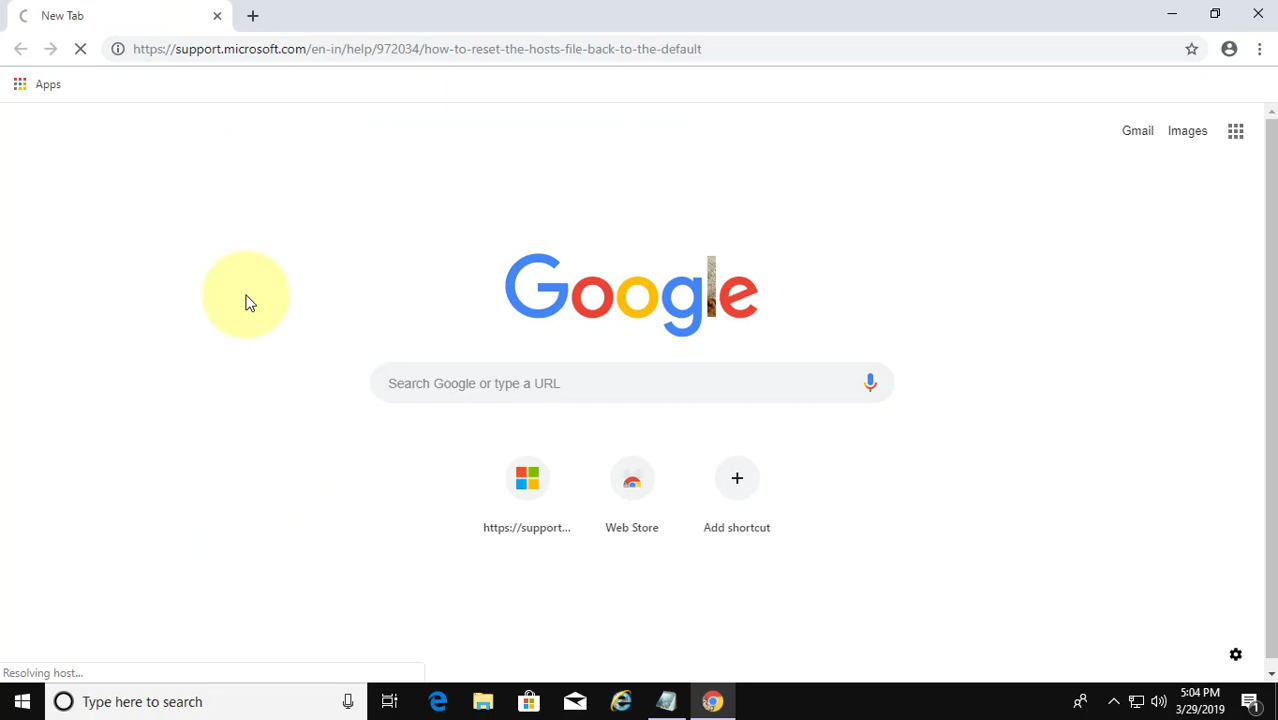 New Tab
https://support.microsoft.com/en-in/help/972034/how-to-reset-the-hosts-file-back-to-the-default
Apps
Gmail Images
Google
Search Google or type a URL
https://support... Web Store Add shortcut
Resolving host...
Type here to search
5:04 PM
3/29/2019
1